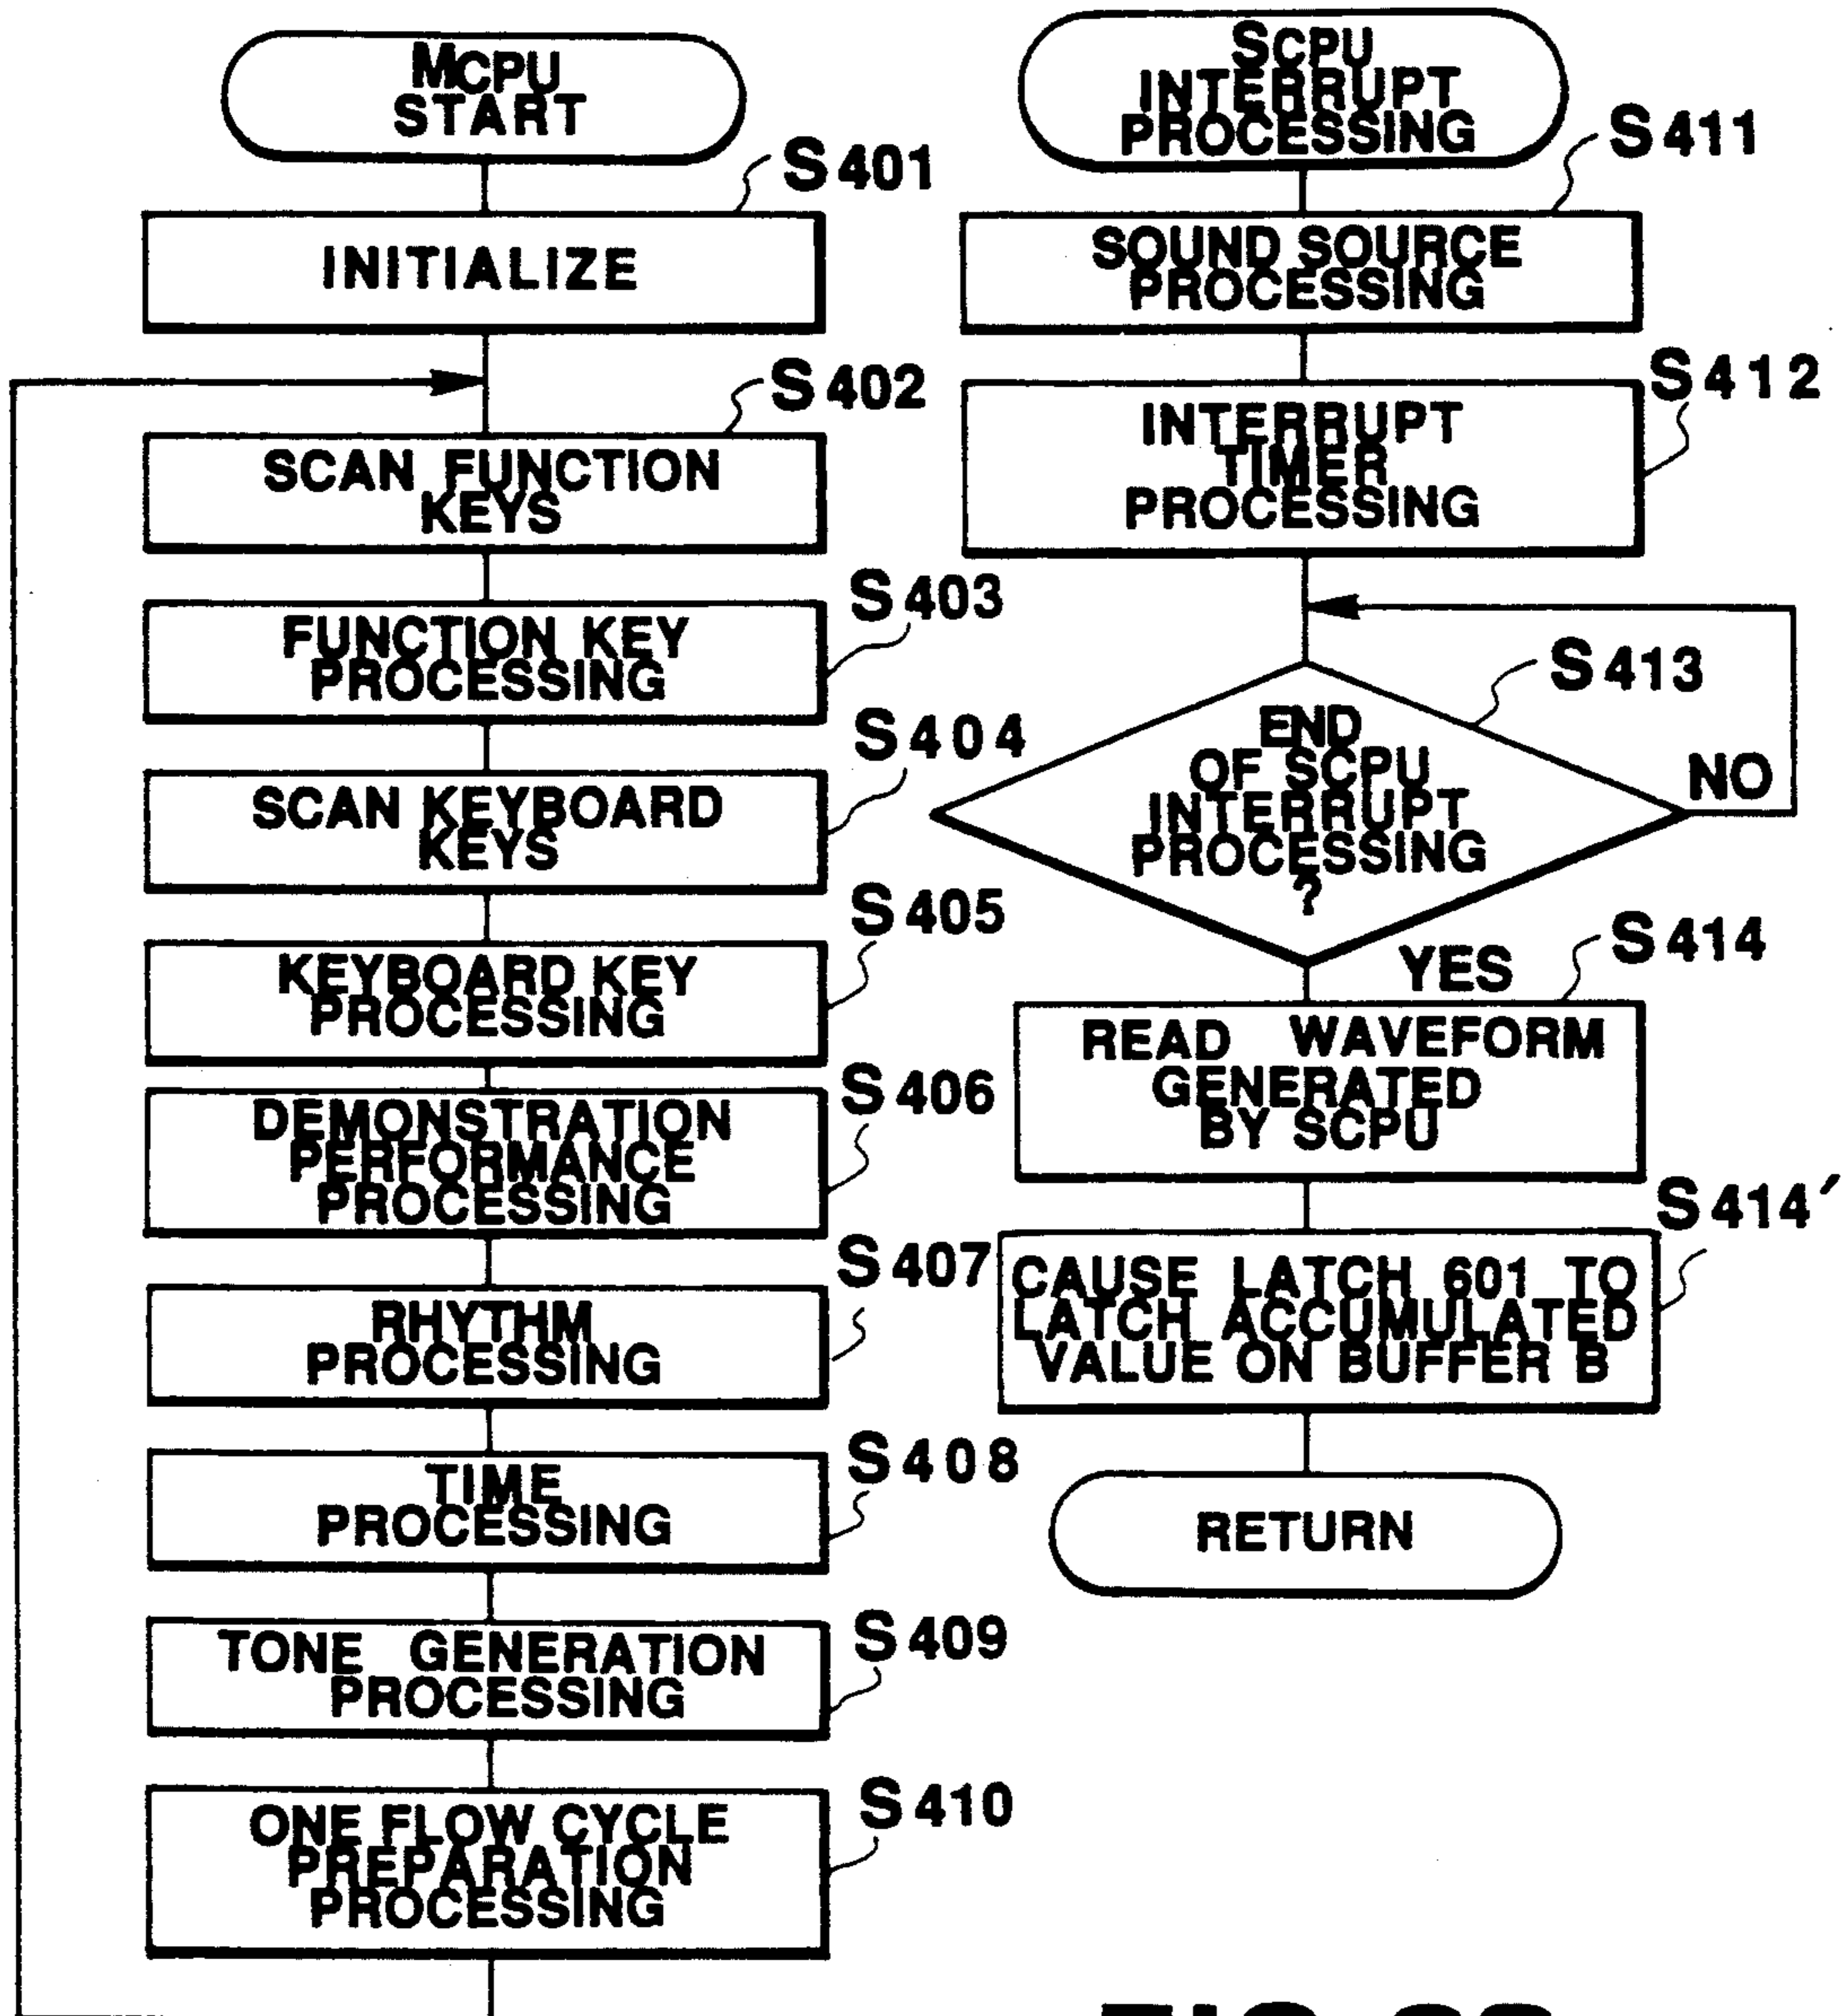 MCPU
START
S401
INITIALIZE
S402
SCAN FUNCTION
KEYS
S403
FUNCTION KEY
PROCESSING
S404
SCAN KEYBOARD
KEYS
S405
KEYBOARD KEY
PROCESSING
S406
DEMONSTRATION
PERFORMANCE
PROCESSING
S407
RHYTHM
PROCESSING
S408
TIME
PROCESSING
S409
TONE GENERATION
PROCESSING
S410
ONE FLOW CYCLE
PREPARATION
PROCESSING
SCPU
INTERRUPT
PROCESSING
S411
SOUND SOURCE
PROCESSING
S412
INTERRUPT
TIMER
PROCESSING
S413
END
OF SCPU
INTERRUPT
PROCESSING
?
NO
YES
S414
READ WAVEFORM
GENERATED
BY SCPU
S414'
CAUSE LATCH 601 TO
LATCH ACCUMULATED
VALUE ON BUFFER B
RETURN